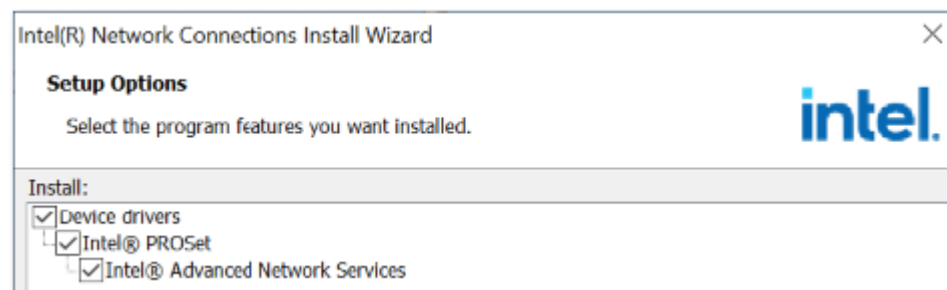 Intel(R) Network Connections Install Wizard
Setup Options
Select the program features you want installed.
intel.
Install:
Device drivers
Intel® PROSet
Intel® Advanced Network Services